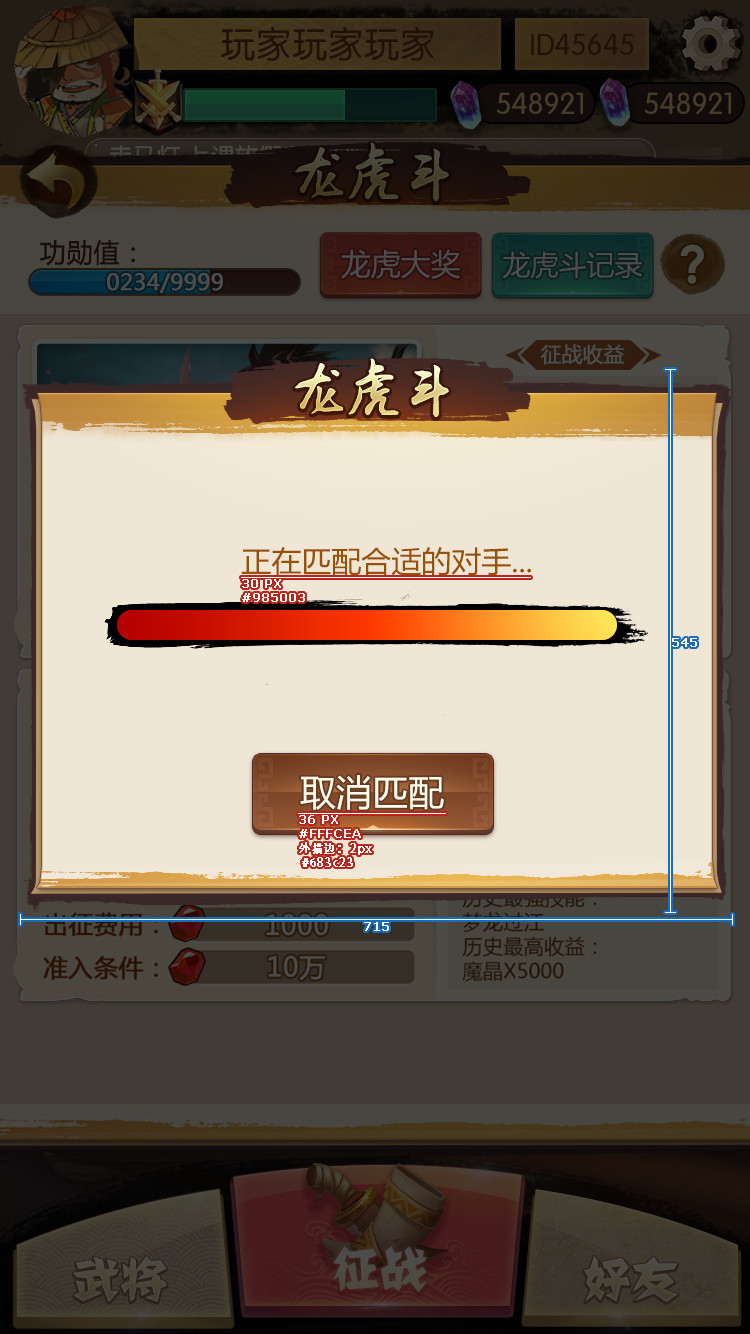 玩家玩家玩家
ID45645
548921
548921
龙虎斗
功勋值：
0234/9999
龙虎大奖
龙虎斗记录
?
征战收益
龙虎斗
正在匹配合适的对手...
30 PX
#985003
545
取消匹配
36 PX
#FFFCEA
外描边：2px
#683c23
715
出征费用：
1000
准入条件：
10万
梦龙过江
历史最高收益：
魔晶X5000
武将
征战
好友